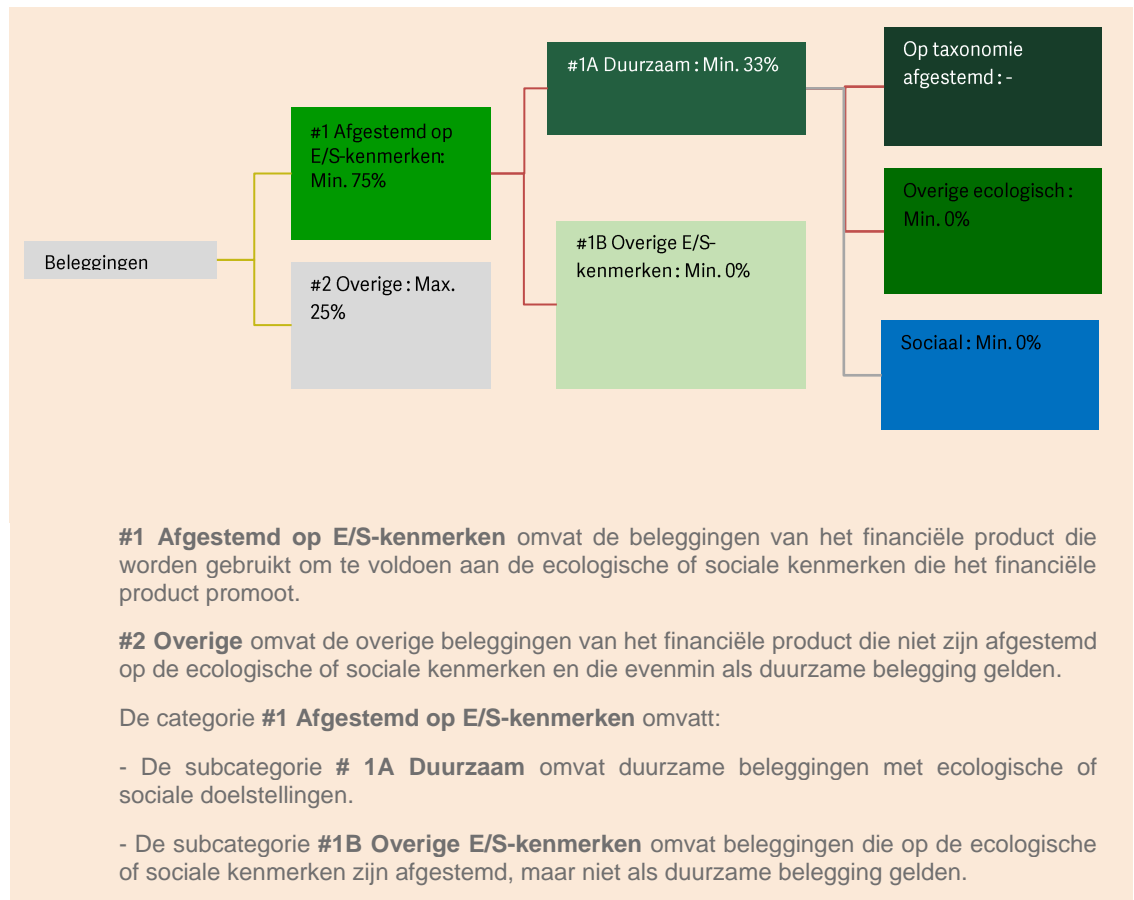 Beleggingen
#1 Afgestemd op
E/S-kenmerken:
Min. 75%
#2 Overige : Max.
25%
#1A Duurzaam : Min. 33%
#1B Overige E/S-
kenmerken : Min. 0%
Op taxonomie
afgestemd : -
Overige ecologisch :
Min. 0%
Sociaal : Min. 0%
#1 Afgestemd op E/S-kenmerken omvat de beleggingen van het financiële product die
worden gebruikt om te voldoen aan de ecologische of sociale kenmerken die het financiële
product promoot.
#2 Overige omvat de overige beleggingen van het financiële product die niet zijn afgestemd
op de ecologische of sociale kenmerken en die evenmin als duurzame belegging gelden.
De categorie #1 Afgestemd op E/S-kenmerken omvatt:
- De subcategorie # 1A Duurzaam omvat duurzame beleggingen met ecologische of
sociale doelstellingen.
- De subcategorie #1B Overige E/S-kenmerken omvat beleggingen die op de ecologische
of sociale kenmerken zijn afgestemd, maar niet als duurzame belegging gelden.